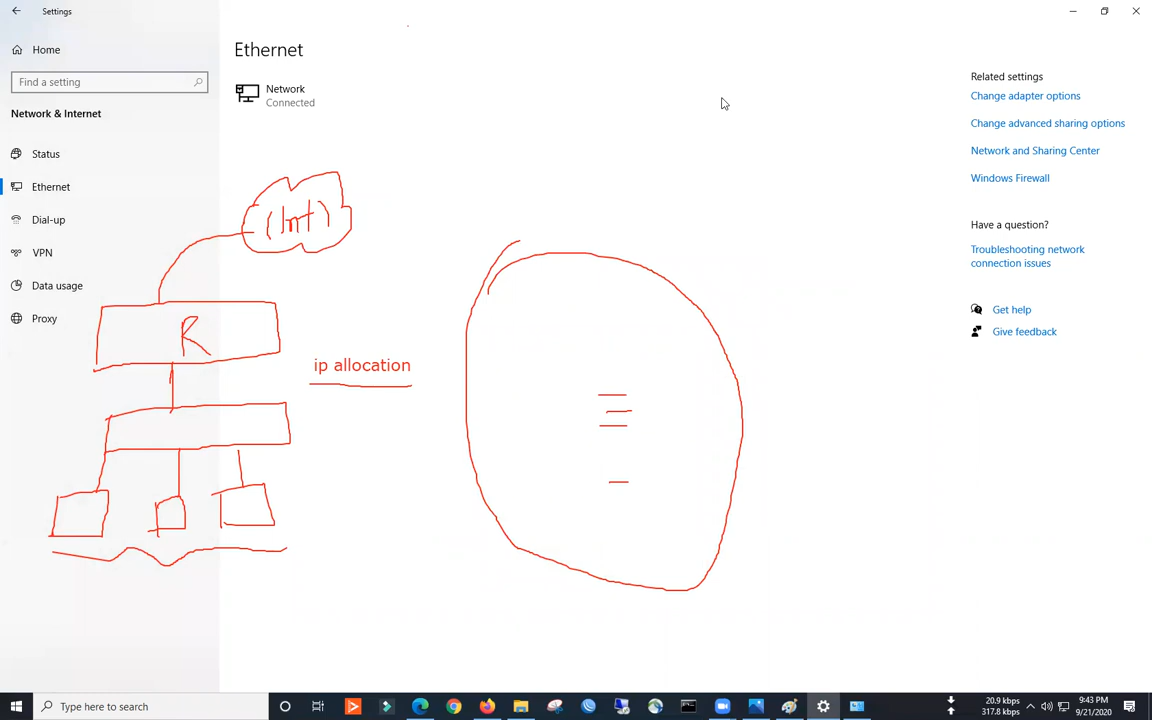 Settings
Home
Find a setting
Network & Internet
Status
Ethernet
Dial-up
VPN
Data usage
Proxy
Ethernet
Network
Connected
(Int)
R
ip allocation
Related settings
Change adapter options
Change advanced sharing options
Network and Sharing Center
Windows Firewall
Have a question?
Troubleshooting network
connection issues
Get help
Give feedback
Type here to search
20.9 kbps
317.8 kbps
9:43 PM
9/21/2020